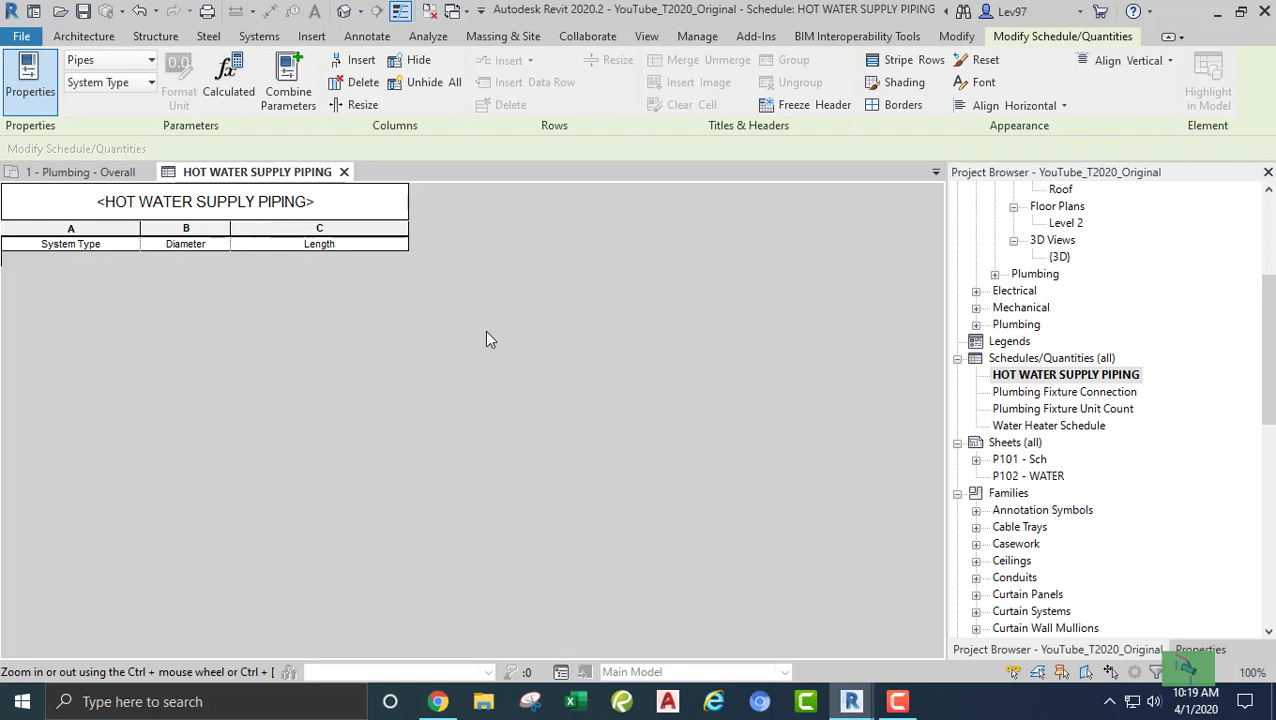 Autodesk Revit 2020.2 - YouTube_T2020_Original - Schedule: HOT WATER SUPPLY PIPING
Lev97
File Architecture Structure Steel Systems Insert Annotate Analyze Massing & Site Collaborate View Manage Add-Ins BIM Interoperability Tools Modify Modify Schedule/Quantities
Properties
Pipes
System Type
Format Unit
Calculated
Combine Parameters
Insert
Delete
Resize
Hide
Unhide All
Insert
Insert Data Row
Delete
Resize
Merge Unmerge
Insert Image
Clear Cell
Group
Ungroup
Freeze Header
Stripe Rows
Shading
Borders
Reset
Font
Align Horizontal
Align Vertical
Highlight in Model
Properties Parameters Columns Rows Titles & Headers Appearance Element
Modify Schedule/Quantities
1 - Plumbing - Overall
HOT WATER SUPPLY PIPING
Project Browser - YouTube_T2020_Original
<HOT WATER SUPPLY PIPING>
A B C
System Type Diameter Length
Roof
Floor Plans
Level 2
3D Views
{3D}
Plumbing
Electrical
Mechanical
Plumbing
Legends
Schedules/Quantities (all)
HOT WATER SUPPLY PIPING
Plumbing Fixture Connection
Plumbing Fixture Unit Count
Water Heater Schedule
Sheets (all)
P101 - Sch
P102 - WATER
Families
Annotation Symbols
Cable Trays
Casework
Ceilings
Conduits
Curtain Panels
Curtain Systems
Curtain Wall Mullions
Project Browser - YouTube_T2020_Original
Properties
Zoom in or out using the Ctrl + mouse wheel or Ctrl + [
:0
Main Model
100%
Type here to search
10:19 AM
4/1/2020